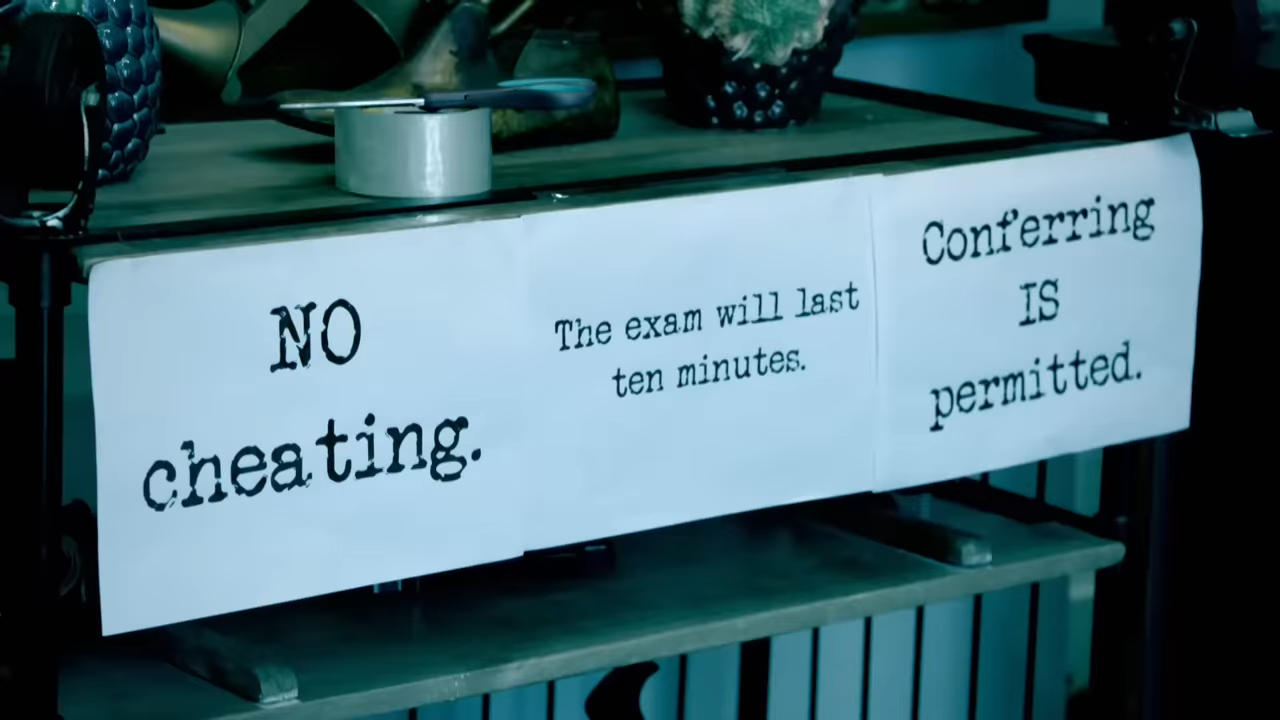 NO
cheating.
The exam will last
ten minutes.
Conferring
IS
permitted.